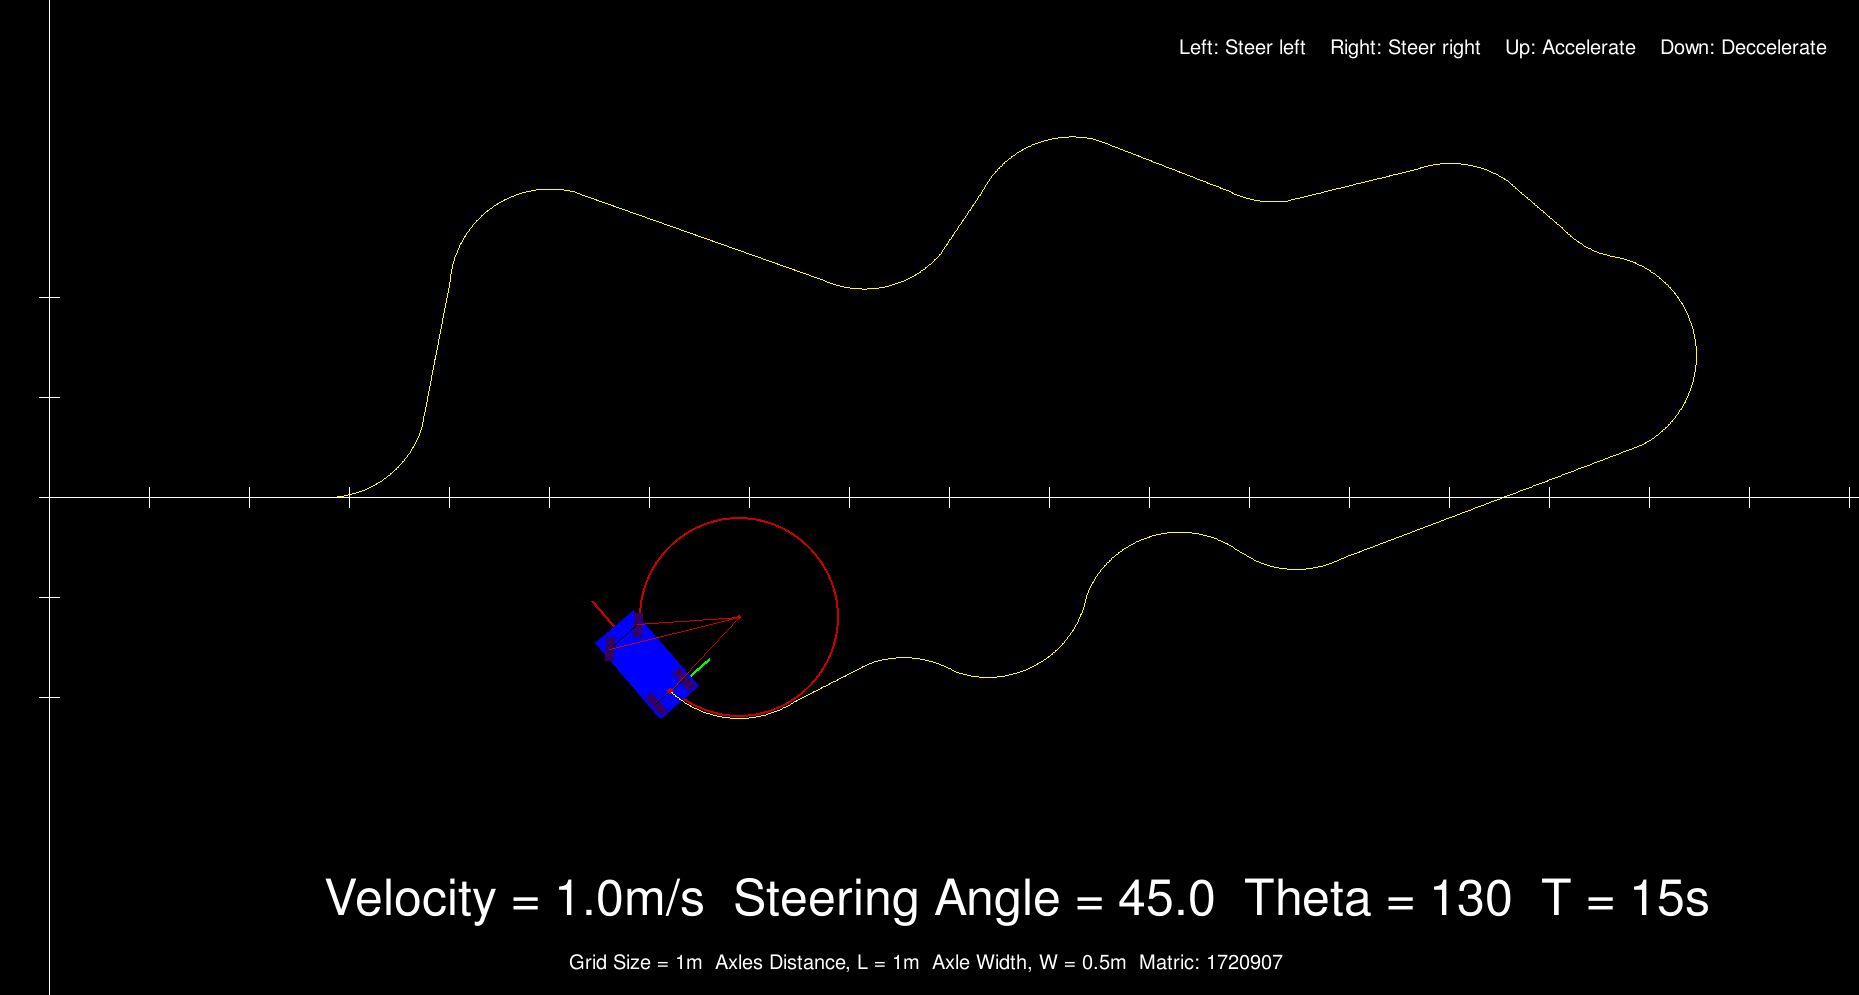 Left: Steer left    Right: Steer right    Up: Accelerate    Down: Deccelerate
Velocity = 1.0m/s  Steering Angle = 45.0  Theta = 130  T = 15s
Grid Size = 1m  Axles Distance, L = 1m  Axle Width, W = 0.5m  Matric: 1720907